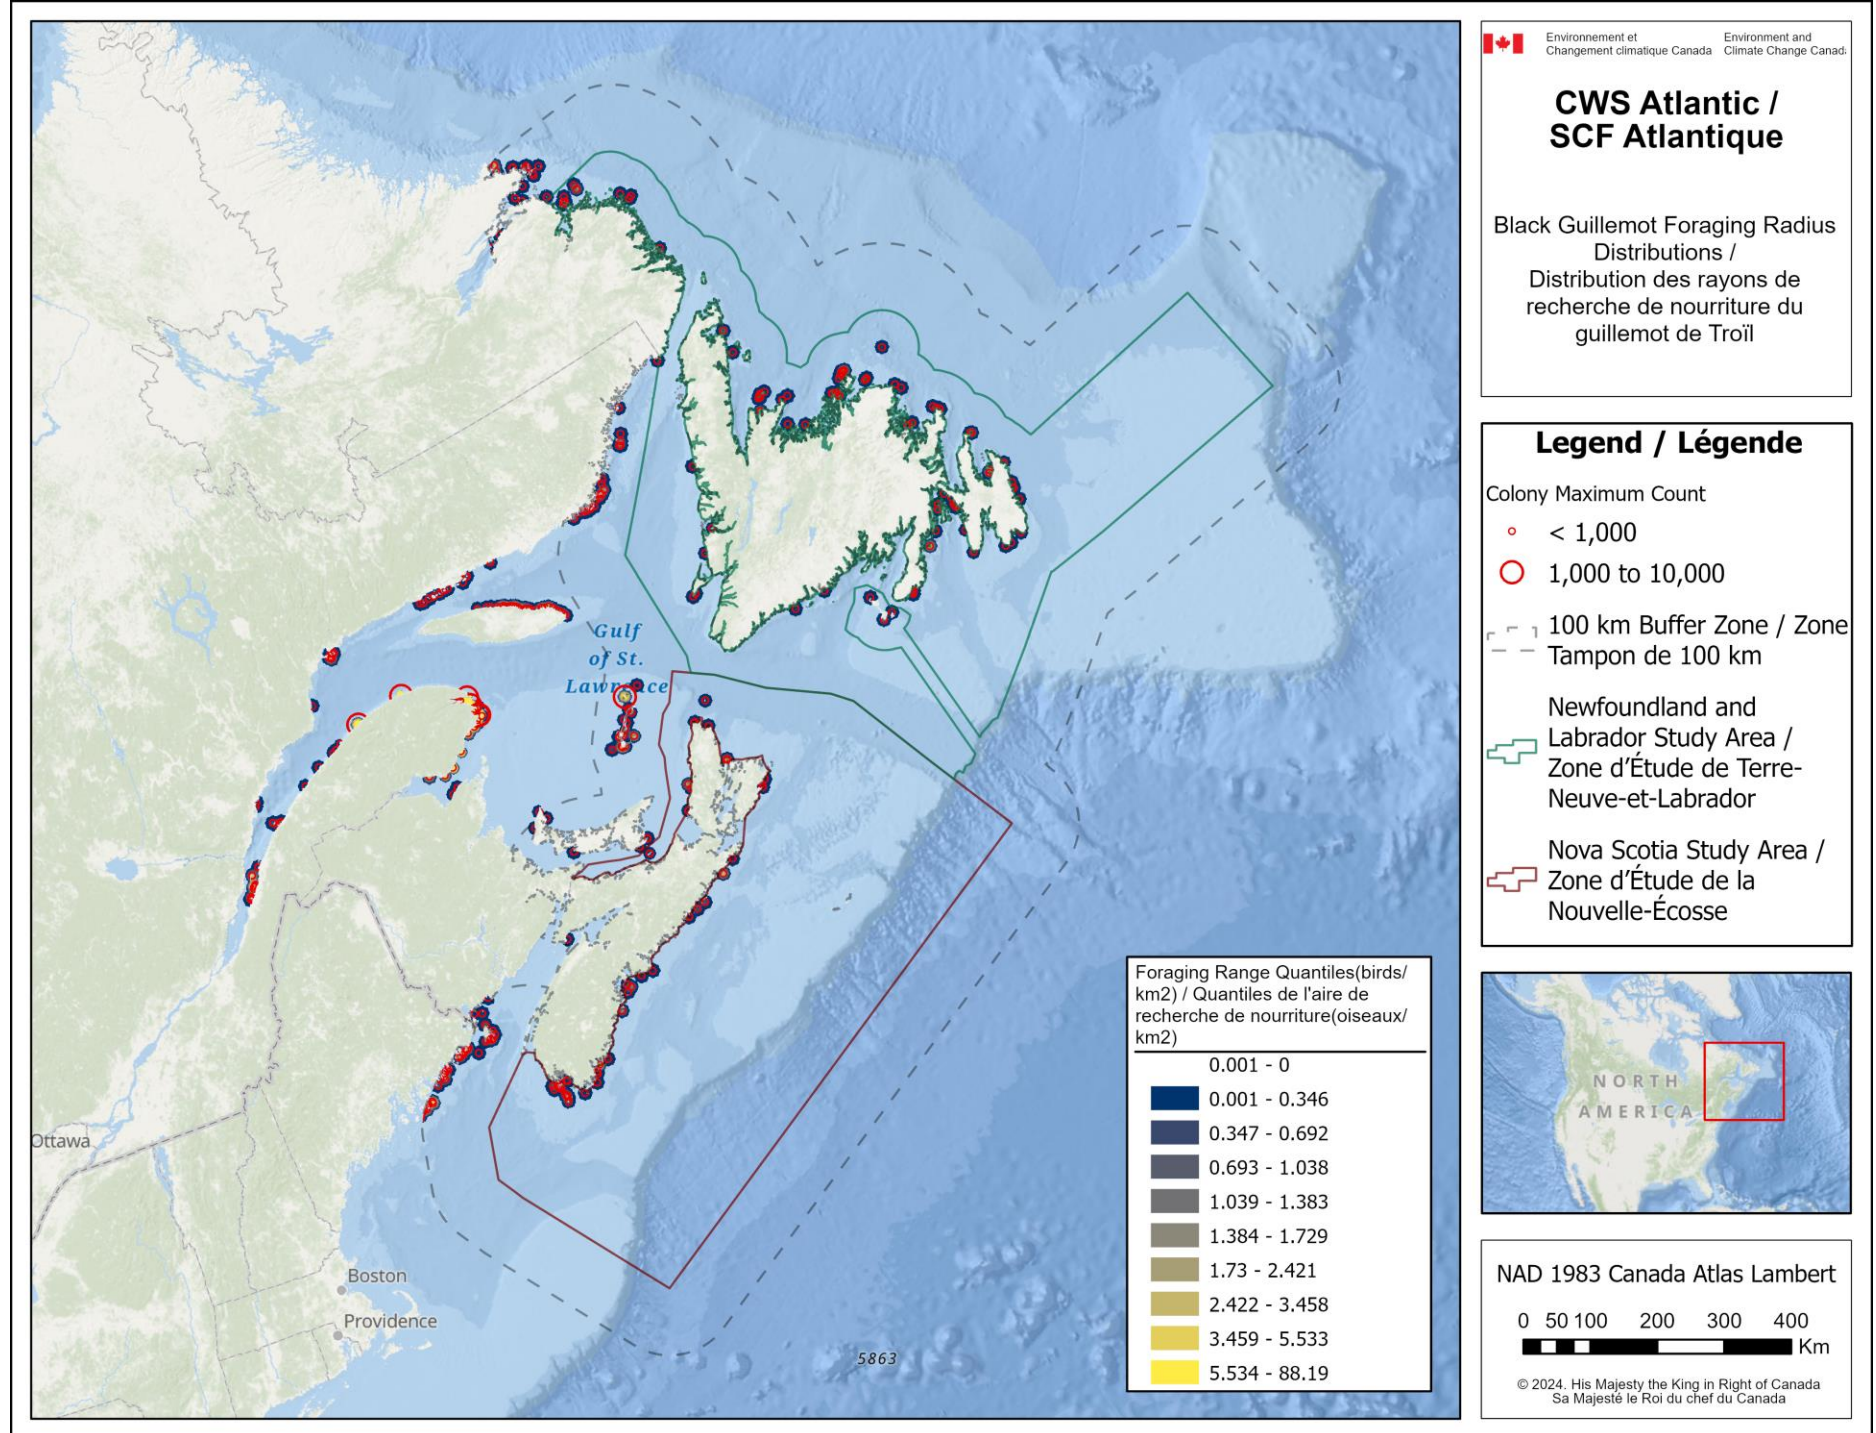 Environnement et
Changement climatique Canada
Environment and
Climate Change Canada
CWS Atlantic /
SCF Atlantique
Black Guillemot Foraging Radius
Distributions /
Distribution des rayons de
recherche de nourriture du
guillemot de Troïl
Legend / Légende
Colony Maximum Count
< 1,000
1,000 to 10,000
100 km Buffer Zone / Zone
Tampon de 100 km
Newfoundland and
Labrador Study Area /
Zone d'Étude de Terre-
Neuve-et-Labrador
Nova Scotia Study Area /
Zone d'Étude de la
Nouvelle-Écosse
Gulf
of St.
Lawrence
Ottawa
Boston
Providence
5863
Foraging Range Quantiles(birds/
km2) / Quantiles de l'aire de
recherche de nourriture(oiseaux/
km2)
0.001 - 0
0.001 - 0.346
0.347 - 0.692
0.693 - 1.038
1.039 - 1.383
1.384 - 1.729
1.73 - 2.421
2.422 - 3.458
3.459 - 5.533
5.534 - 88.19
NORTH
AMERICA
NAD 1983 Canada Atlas Lambert
0 50 100 200 300 400
Km
© 2024. His Majesty the King in Right of Canada
Sa Majesté le Roi du chef du Canada